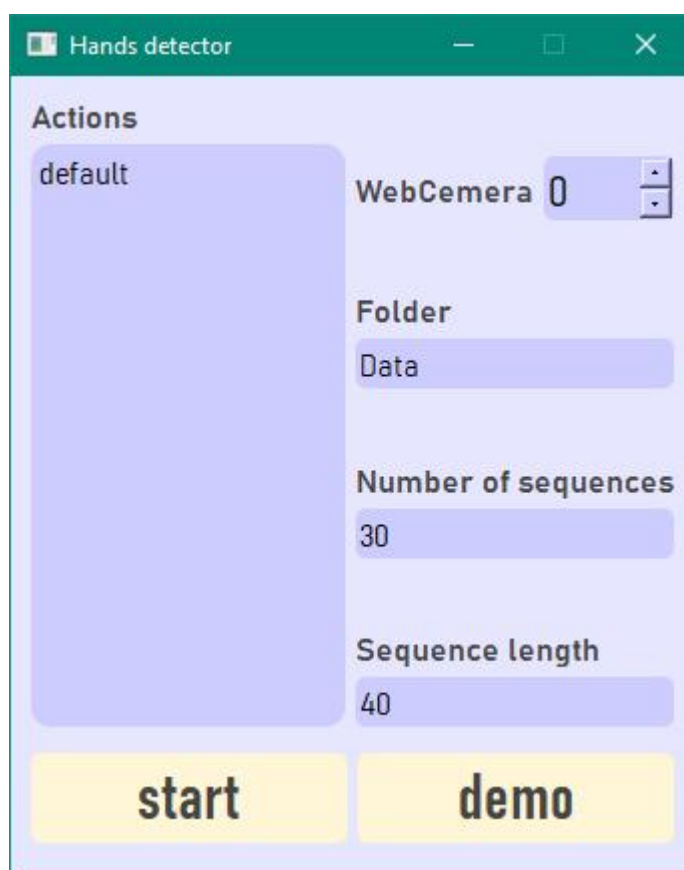 Hands detector
Actions
default
WebCemera 0
Folder
Data
Number of sequences
30
Sequence length
40
start demo